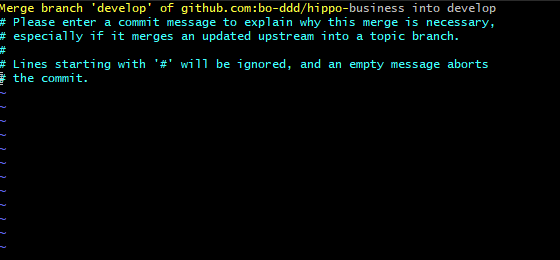 Merge branch 'develop' of github.com:bo-ddd/hippo-business into develop
# Please enter a commit message to explain why this merge is necessary,
# especially if it merges an updated upstream into a topic branch.
#
# Lines starting with '#' will be ignored, and an empty message aborts
# the commit.
~
~
~
~
~
~
~
~
~
~
~
~